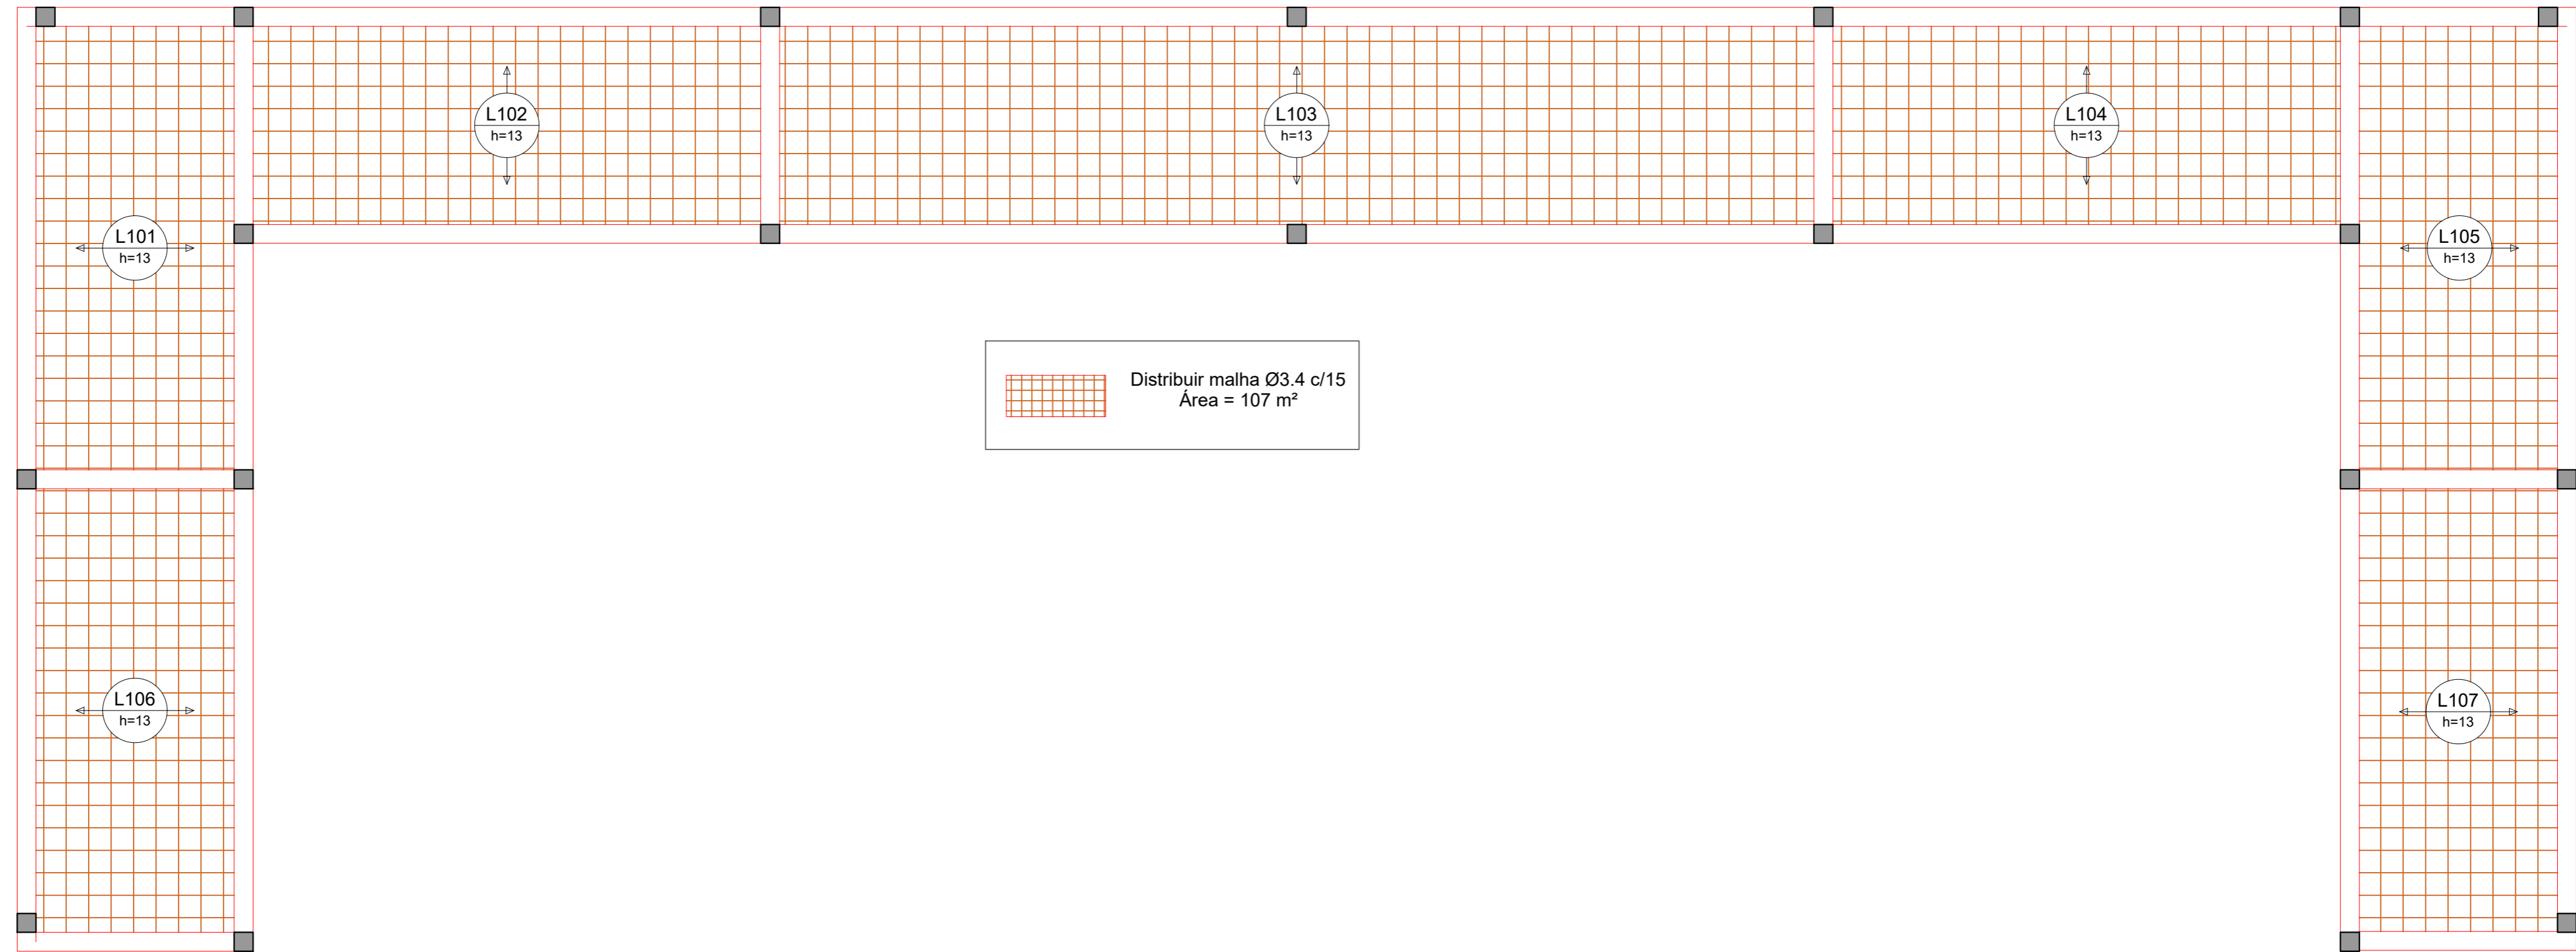 L102
h=13
L103
h=13
L104
h=13
L101
h=13
L105
h=13
Distribuir malha Ø3.4 c/15
Área = 107 m²
L106
h=13
L107
h=13